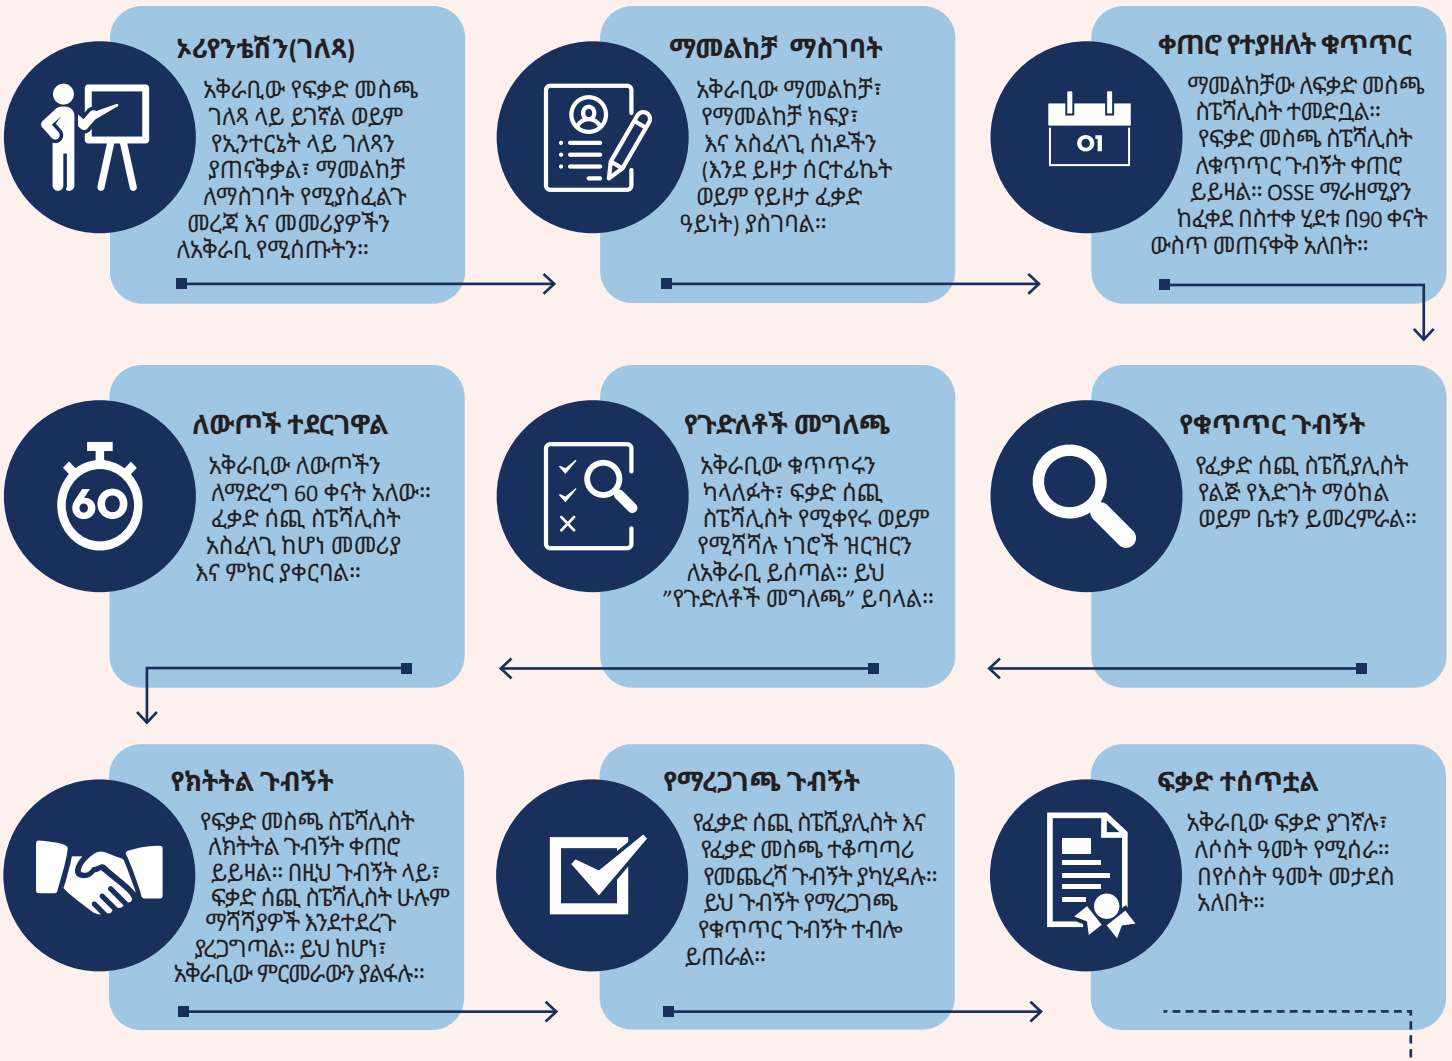 ኦሪየንቴሽን(ገለጻ)
አቅራቢው የፍቃድ መስጫ
ገለጻ ላይ ይገኛል ወይም
የኢንተርኔት ላይ ገለጻን
ያጠናቅቃል፣ ማመልከቻ
ለማስገባት የሚያስፈልጉ
መረጃ እና መመሪያዎችን
ለአቅራቢ የሚሰጡትን።
ማመልከቻ ማስገባት
አቅራቢው ማመልከቻ፣
የማመልከቻ ክፍያ፣
እና አስፈላጊ ሰነዶችን
(እንደ ይዞታ ሰርተፊኬት
ወይም የይዞታ ፈቃድ
ዓይነት) ያስገባል።
ቀጠሮ የተያዘለት ቁጥጥር
ማመልከቻው ለፍቃድ መስጫ
ስፔሻሊስት ተመድቧል።
የፍቃድ መስጫ ስፔሻሊስት
ለቁጥጥር ጉብኝት ቀጠሮ
ይይዛል። OSSE ማራዘሚያን
ከፈቀደ በስተቀ ሂደቱ በ90 ቀናት
ውስጥ መጠናቀቅ አለበት።
01
የቁጥጥር ጉብኝት
የፈቃድ ሰጪ ስፔሺያሊስት
የልጅ የእድገት ማዕከል
ወይም ቤቱን ይመረምራል።
የጉድለቶች መግለጫ
አቅራቢው ቁጥጥሩን
ካላለፉት፣ ፍቃድ ሰጪ
ስፔሻሊስት የሚቀየሩ ወይም
የሚሻሻሉ ነገሮች ዝርዝርን
ለአቅራቢ ይሰጣል። ይህ
”የጉድለቶች መግለጫ” ይባላል።
ለውጦች ተደርገዋል
አቅራቢው ለውጦችን
ለማድረግ 60 ቀናት አለው።
ፈቃድ ሰጪ ስፔሻሊስት
አስፈላጊ ከሆነ መመሪያ
እና ምክር ያቀርባል።
60
የክትትል ጉብኝት
የፍቃድ መስጫ ስፔሻሊስት
ለክትትል ጉብኝት ቀጠሮ
ይይዛል። በዚህ ጉብኝት ላይ፣
ፍቃድ ሰጪ ስፔሻሊስት ሁሉም
ማሻሻያዎች እንደተደረጉ
ያረጋግጣል። ይህ ከሆነ፣
አቅራቢው ምርመራውን ያልፋሉ።
የማረጋገጫ ጉብኝት
የፈቃድ ሰጪ ስፔሺያሊስት እና
የፈቃድ መስጫ ተቆጣጣሪ
የመጨረሻ ጉብኝት ያካሂዳሉ።
ይህ ጉብኝት የማረጋገጫ
የቁጥጥር ጉብኝት ተብሎ
ይጠራል።
ፍቃድ ተሰጥቷል
አቅራቢው ፍቃድ ያገኛሉ፣
ለሶስት ዓመት የሚሰራ።
በየሶስት ዓመት መታደስ
አለበት።